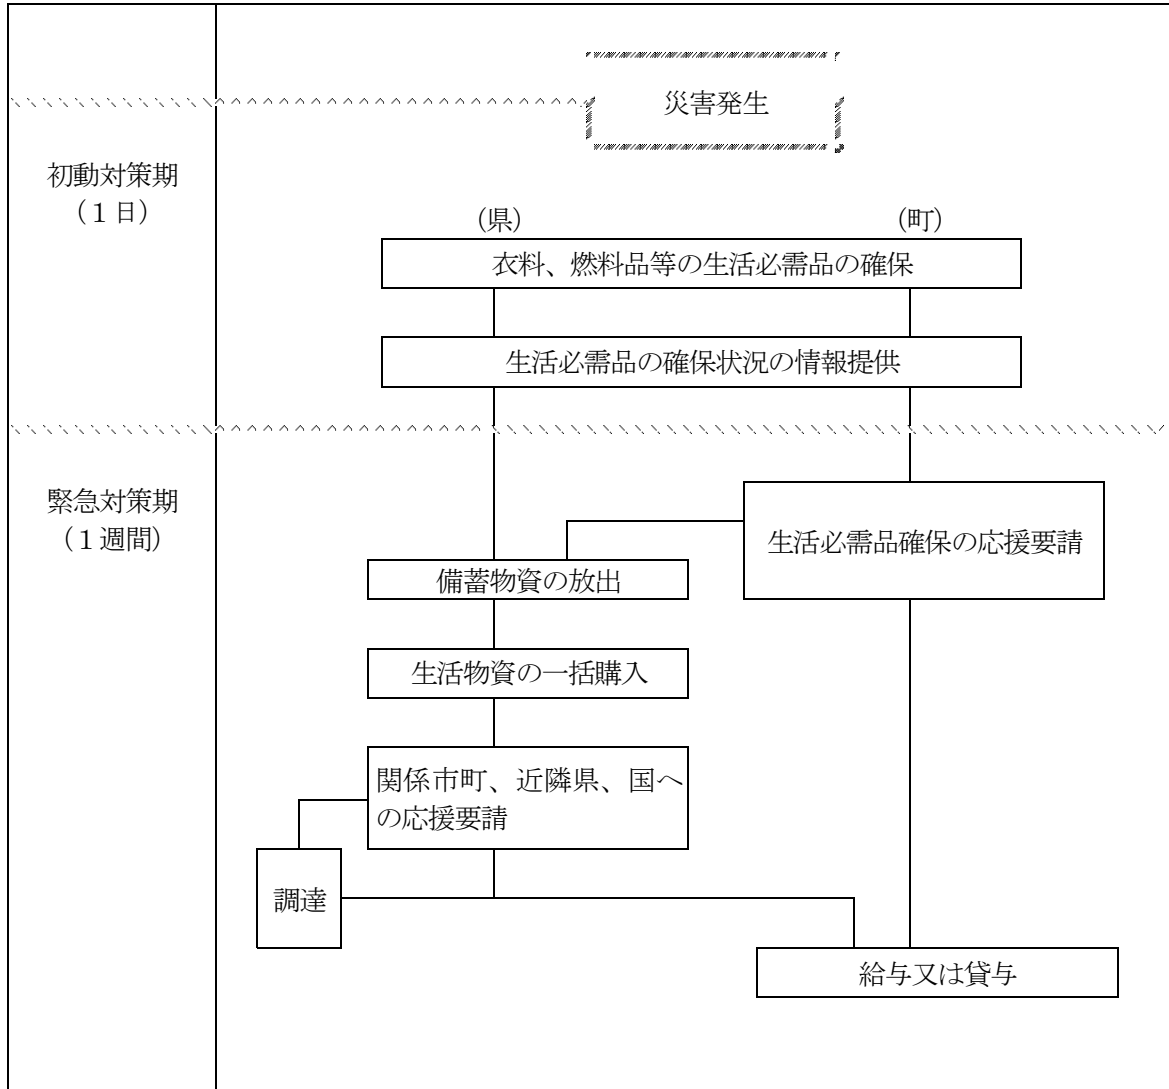 災害発生
初動対策期
(１日)
(県)
(町)
衣料、燃料品等の生活必需品の確保
生活必需品の確保状況の情報提供
緊急対策期
(１週間)
生活必需品確保の応援要請
備蓄物資の放出
生活物資の一括購入
関係市町、近隣県、国へ
の応援要請
調達
給与又は貸与